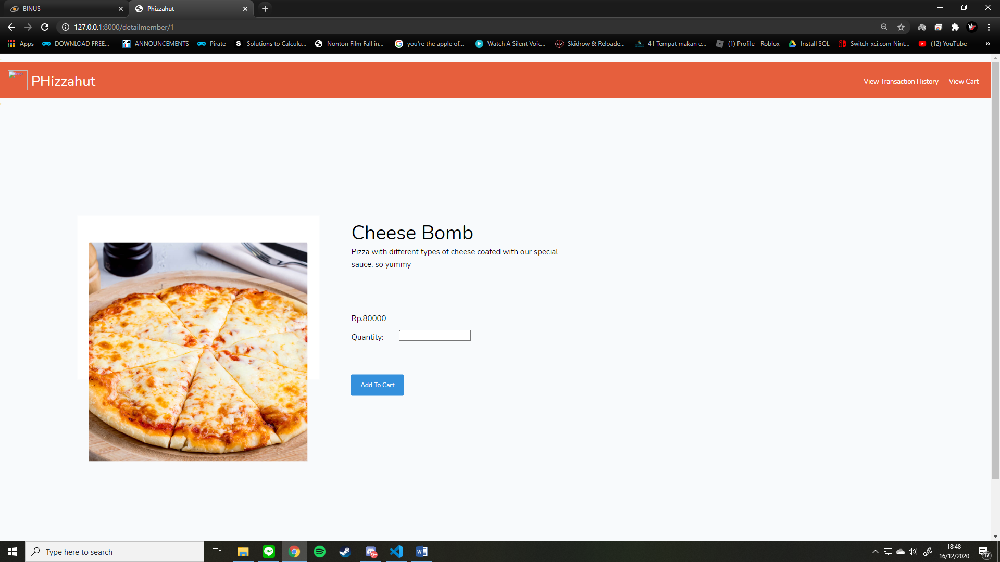 BINUS
Phizzahut
127.0.0.1:8000/detailmember/1
Apps
DOWNLOAD FREE...
ANNOUNCEMENTS
Pirate
Solutions to Calculu...
Nonton Film Fall in...
you're the apple of...
Watch A Silent Voic...
Skidrow & Reloade...
41 Tempat makan e...
(1) Profile - Roblox
Install SQL
Switch-xci.com Nint...
(12) YouTube
»
;
logo
PHizzahut
View Transaction History
View Cart
;
Cheese Bomb
Pizza with different types of cheese coated with our special
sauce, so yummy
Rp.80000
Quantity:
Add To Cart
Type here to search
LINE
9+
W
18:48
16/12/2020
17